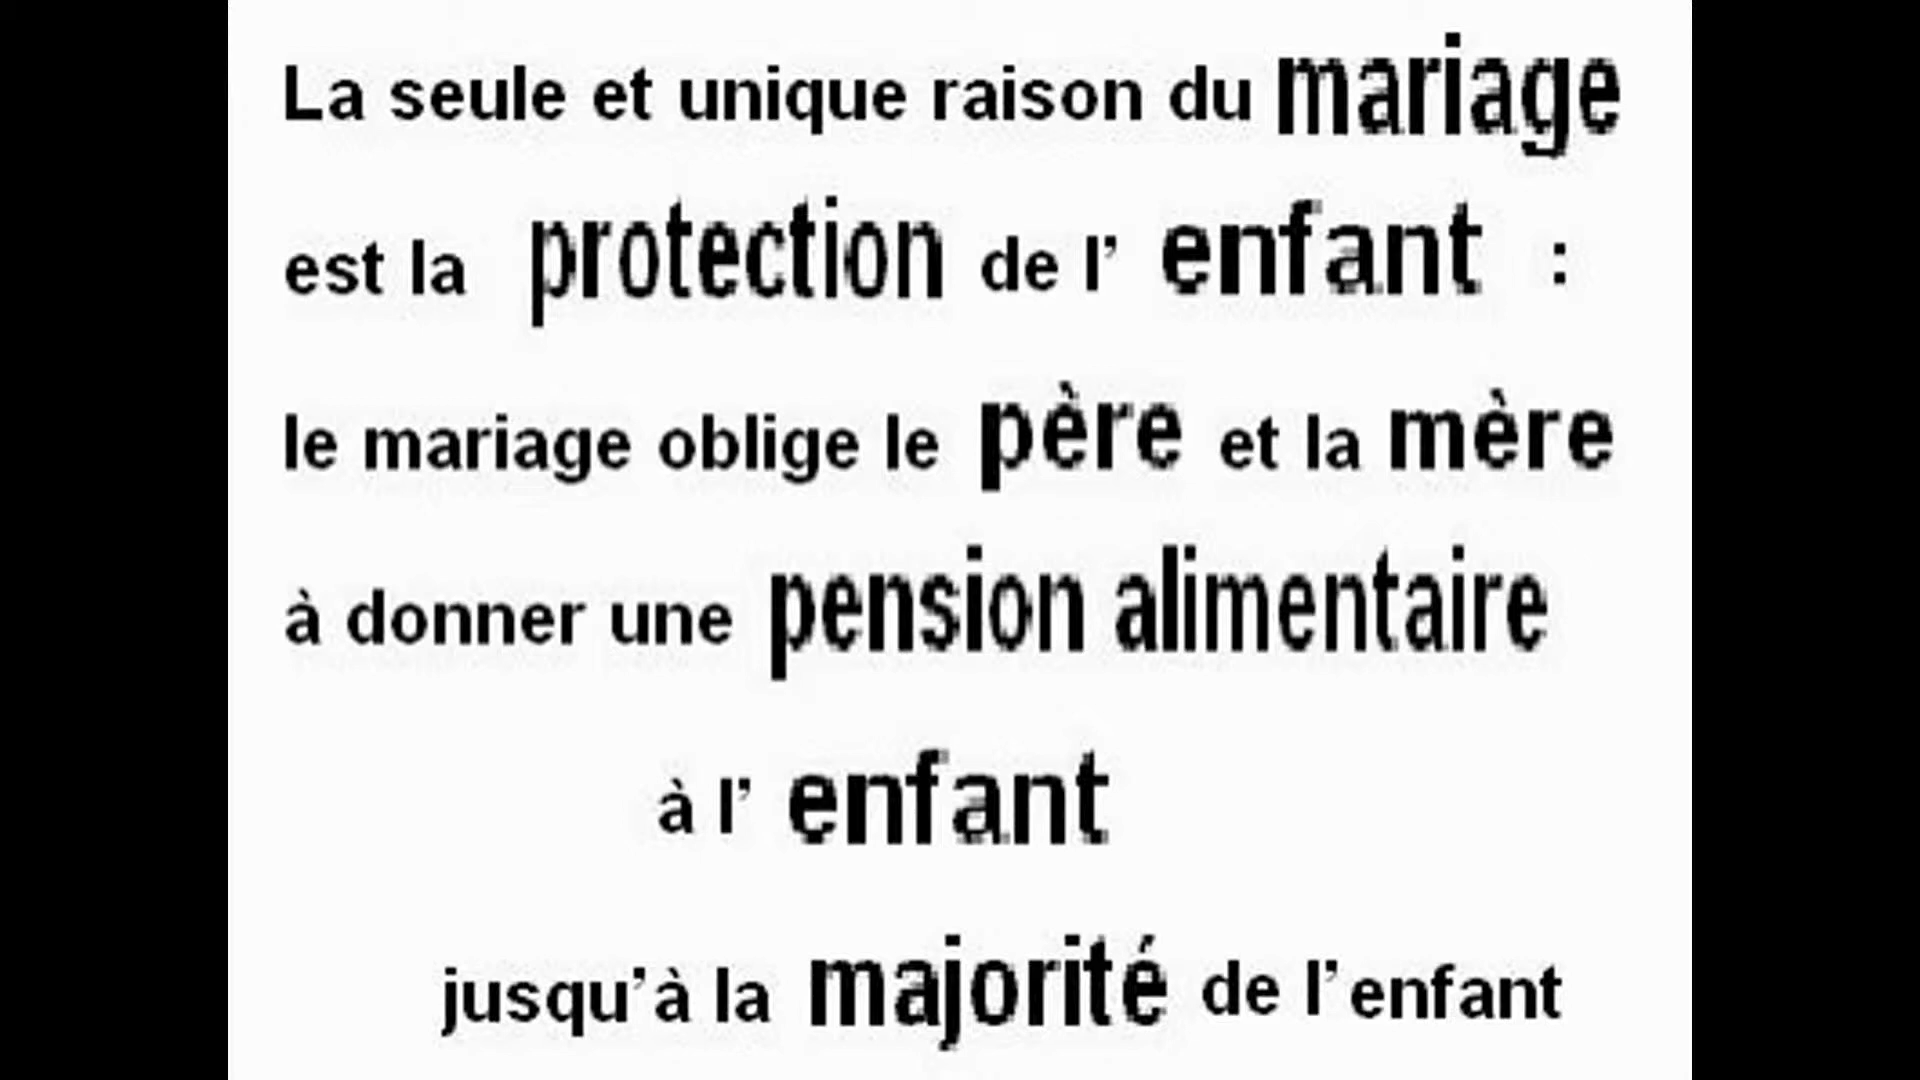 La seule et unique raison du mariage
est la protection de l’ enfant :
le mariage oblige le père et la mère
à donner une pension alimentaire
à l’ enfant
jusqu’à la majorité de l’enfant